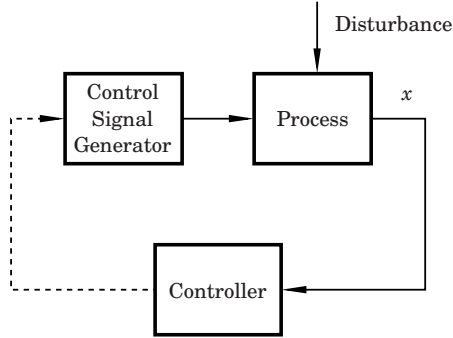 Disturbance
Control
Signal
Generator
Process
x
Controller